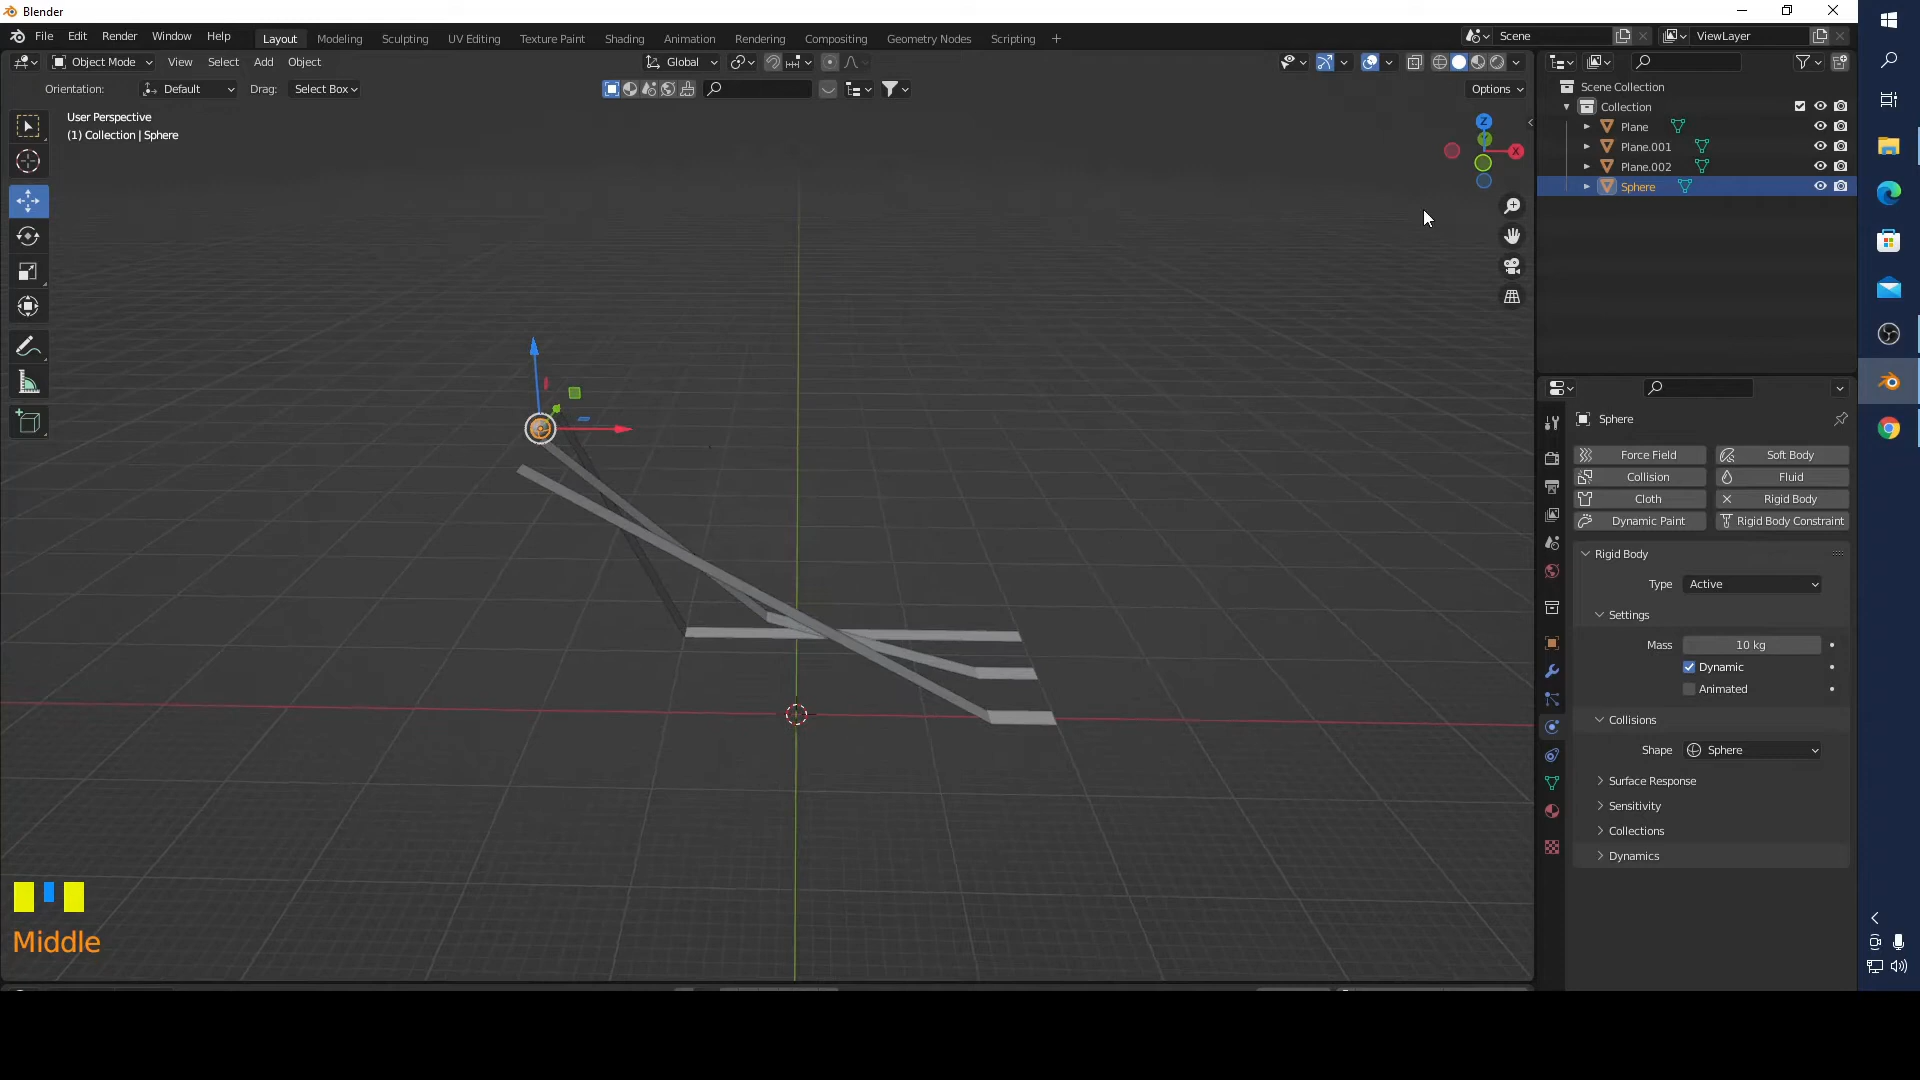 Blender
File Edit Render Window Help Layout Modeling Sculpting UV Editing Texture Paint Shading Animation Rendering Compositing Geometry Nodes Scripting + Scene ViewLayer
Object Mode View Select Add Object Global
Orientation: Default Drag: Select Box Options
User Perspective
(1) Collection | Sphere
Z
Y
X
Scene Collection
Collection
Plane
Plane.001
Plane.002
Sphere
Sphere
Force Field Soft Body
Collision Fluid
Cloth Rigid Body
Dynamic Paint Rigid Body Constraint
Rigid Body
Type Active
Settings
Mass 10 kg
Dynamic
Animated
Collisions
Shape Sphere
Surface Response
Sensitivity
Collections
Dynamics
Middle